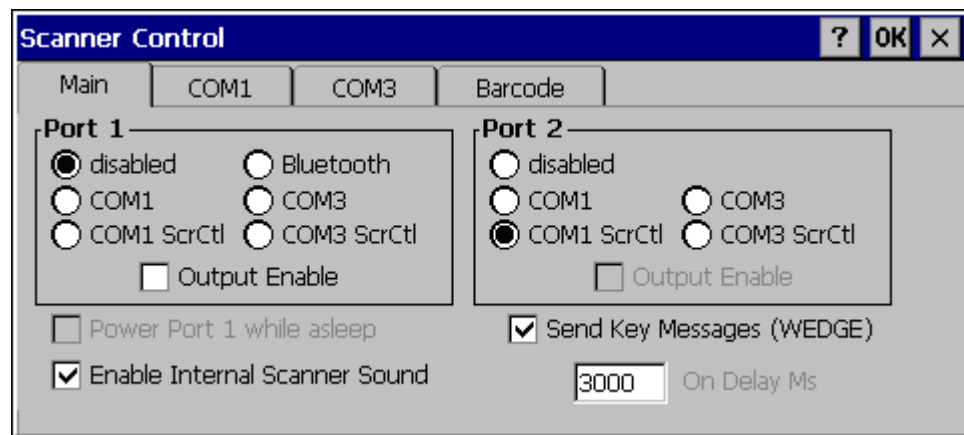 Scanner Control ? OK ×
Main COM1 COM3 Barcode
Port 1 Port 2
disabled Bluetooth disabled
COM1 COM3 COM1 COM3
COM1 ScrCtl COM3 ScrCtl COM1 ScrCtl COM3 ScrCtl
Output Enable Output Enable
Power Port 1 while asleep Send Key Messages (WEDGE)
Enable Internal Scanner Sound 3000 On Delay Ms